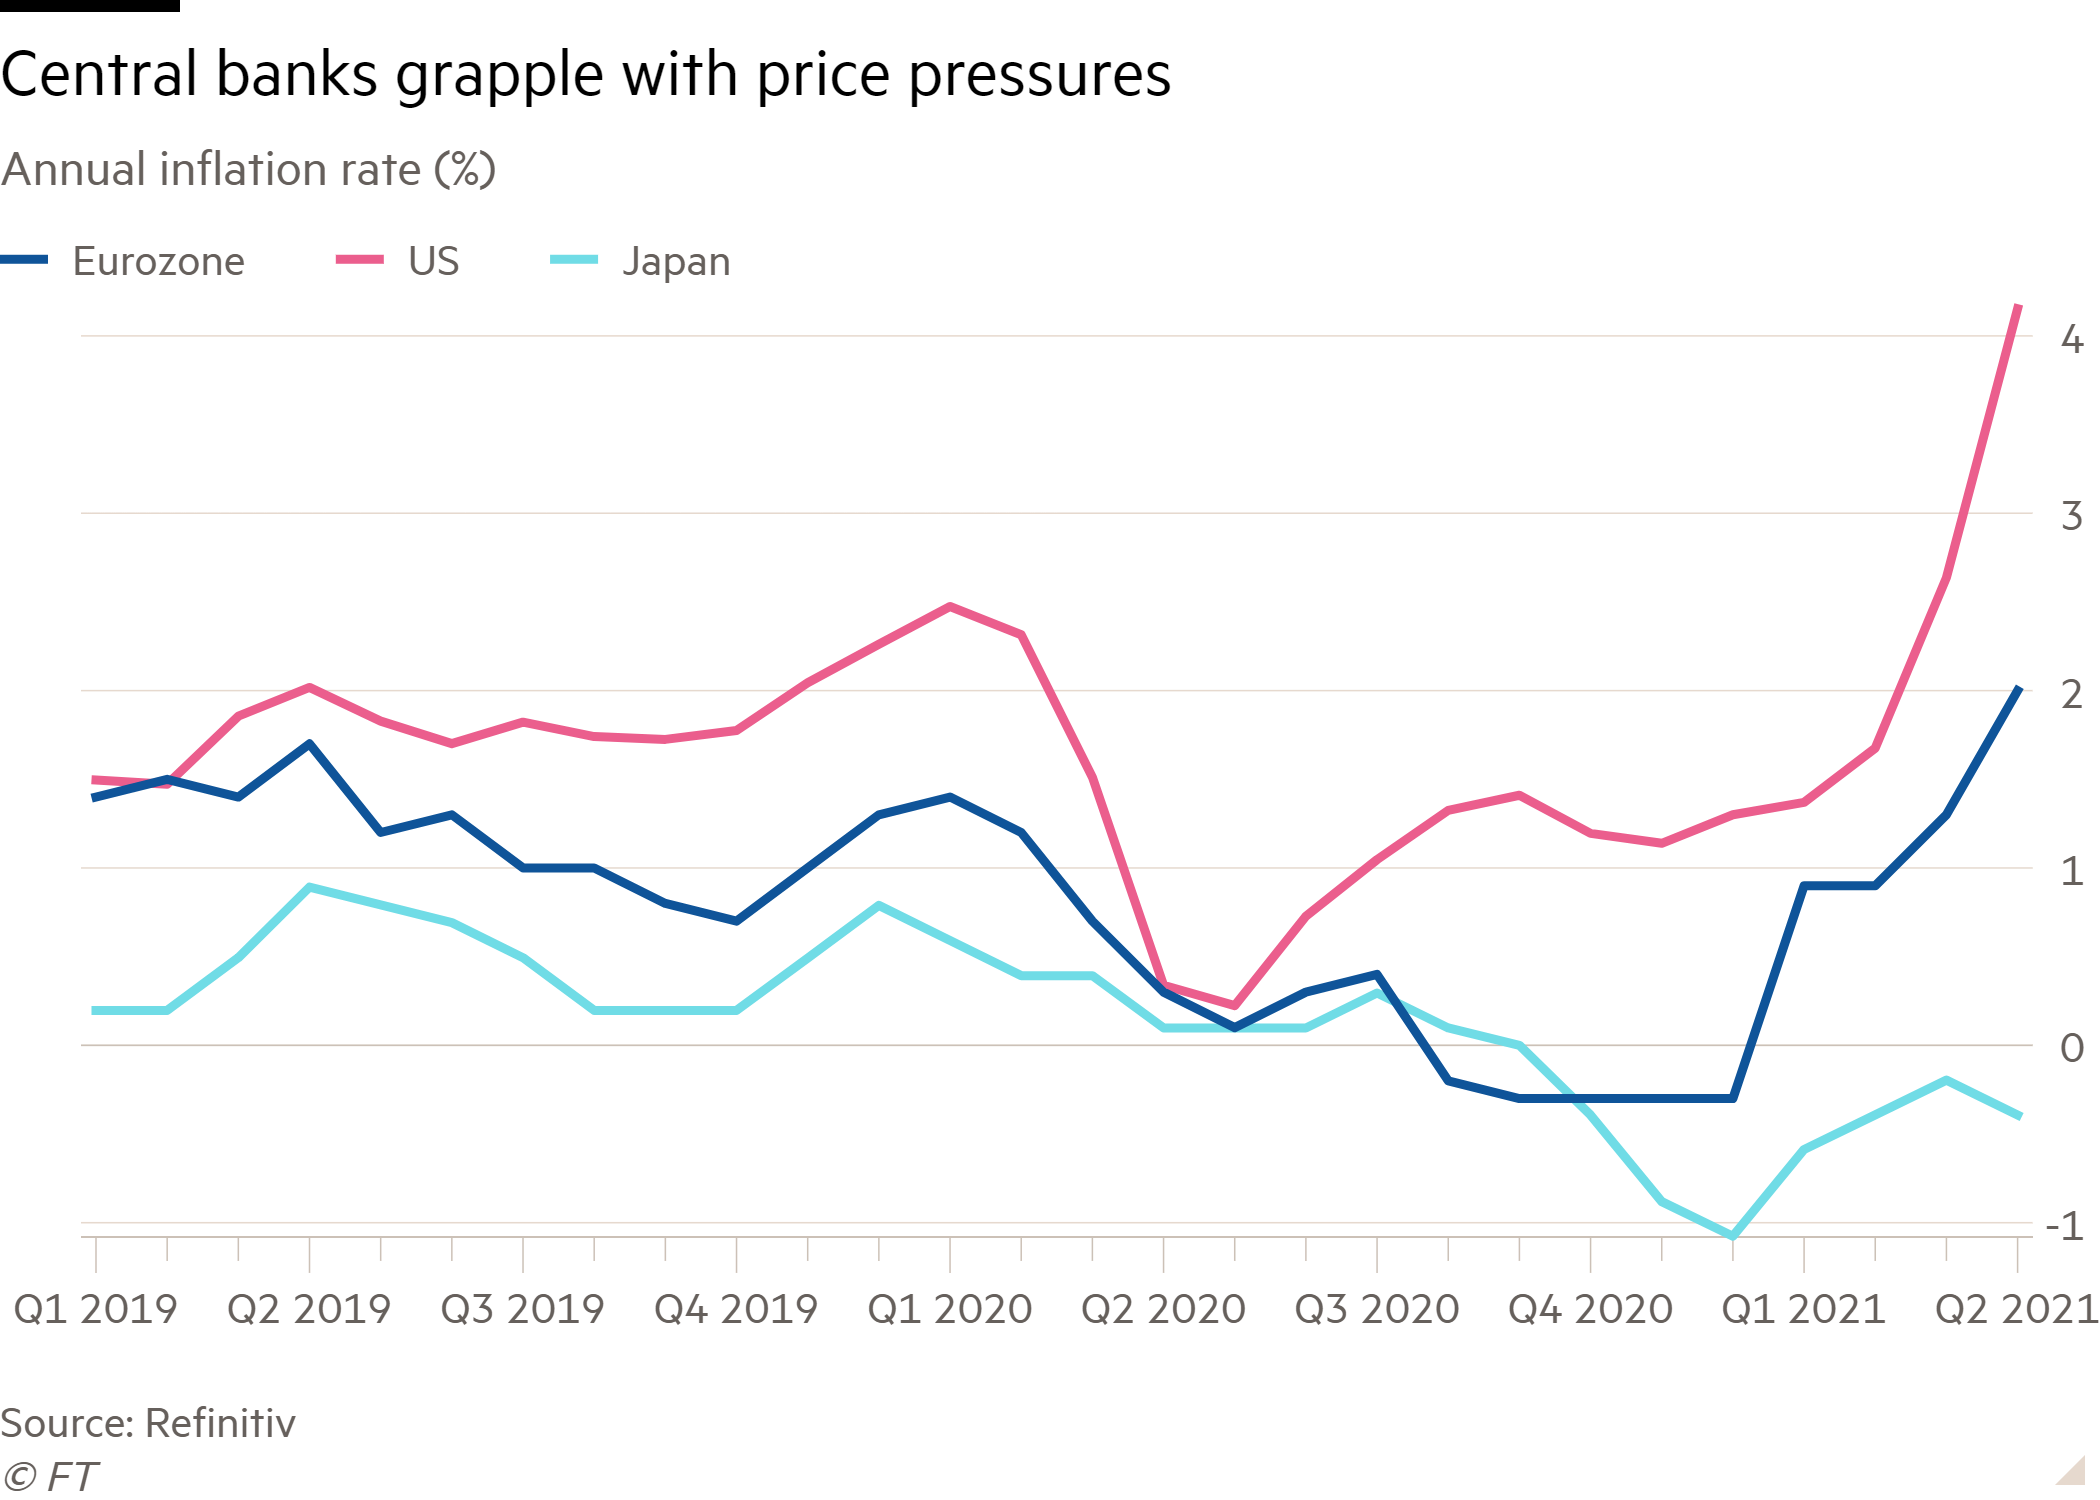 Central banks grapple with price pressures
Annual inflation rate (%)
Eurozone US Japan
4
3
2
1
0
-1
Q1 2019 Q2 2019 Q3 2019 Q4 2019 Q1 2020 Q2 2020 Q3 2020 Q4 2020 Q1 2021 Q2 2021
Source: Refinitiv
© FT